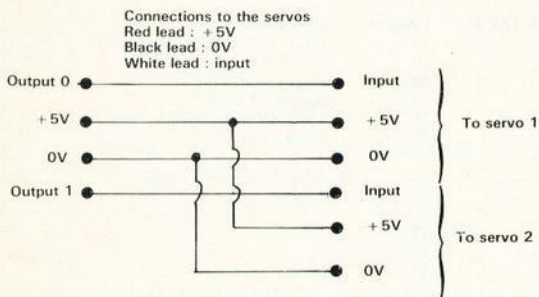 Connections to the servos
Red lead : +5V
Black lead : 0V
White lead : input
Output 0
Input
+5V
+5V
To servo 1
0V
0V
Output 1
Input
+5V
To servo 2
0V